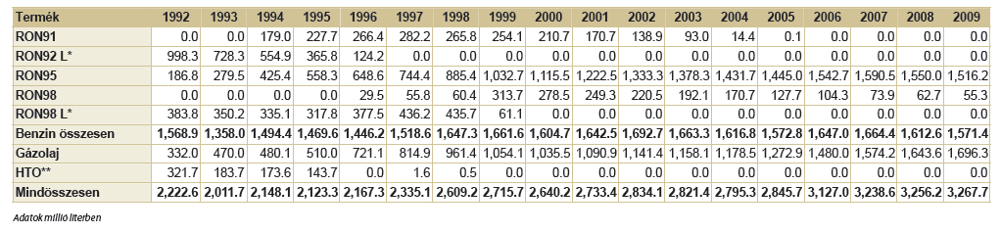 Termék 1992 1993 1994 1995 1996 1997 1998 1999 2000 2001 2002 2003 2004 2005 2006 2007 2008 2009
RON91 0.0 0.0 179.0 227.7 266.4 282.2 265.8 254.1 210.7 170.7 138.9 93.0 14.4 0.1 0.0 0.0 0.0 0.0
RON92 L* 998.3 728.3 554.9 365.8 124.2 0.0 0.0 0.0 0.0 0.0 0.0 0.0 0.0 0.0 0.0 0.0 0.0 0.0
RON95 186.8 279.5 425.4 558.3 648.6 744.4 885.4 1,032.7 1,115.5 1,222.5 1,333.3 1,378.3 1,431.7 1,445.0 1,542.7 1,590.5 1,550.0 1,516.2
RON98 0.0 0.0 0.0 0.0 29.5 55.8 60.4 313.7 278.5 249.3 220.5 192.1 170.7 127.7 104.3 73.9 62.7 55.3
RON98 L* 383.8 350.2 335.1 317.8 377.5 436.2 435.7 61.1 0.0 0.0 0.0 0.0 0.0 0.0 0.0 0.0 0.0 0.0
Benzin összesen 1,568.9 1,358.0 1,494.4 1,469.6 1,446.2 1,518.6 1,647.3 1,661.6 1,604.7 1,642.5 1,692.7 1,663.3 1,616.8 1,572.8 1,647.0 1,664.4 1,612.6 1,571.4
Gázolaj 332.0 470.0 480.1 510.0 721.1 814.9 961.4 1,054.1 1,035.5 1,090.9 1,141.4 1,158.1 1,178.5 1,272.9 1,480.0 1,574.2 1,643.6 1,696.3
HTO** 321.7 183.7 173.6 143.7 0.0 1.6 0.5 0.0 0.0 0.0 0.0 0.0 0.0 0.0 0.0 0.0 0.0 0.0
Mindösszesen 2,222.6 2,011.7 2,148.1 2,123.3 2,167.3 2,335.1 2,609.2 2,715.7 2,640.2 2,733.4 2,834.1 2,821.4 2,795.3 2,845.7 3,127.0 3,238.6 3,256.2 3,267.7
Adatok millió literben